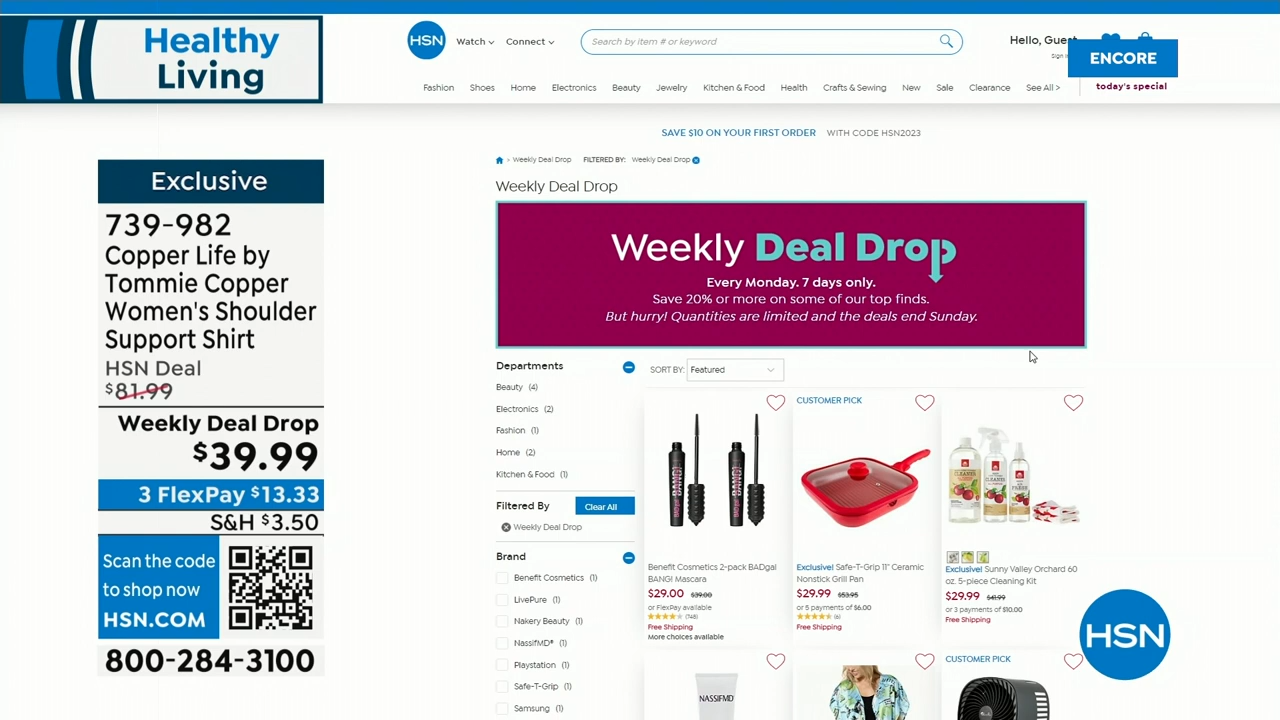 Healthy
Living
HSN
Watch
Connect
Search by item # or keyword
Hello, Guest
Sign
ENCORE
today's special
Fashion Shoes Home Electronics Beauty Jewelry Kitchen & Food Health Crafts & Sewing New Sale Clearance See All >
SAVE $10 ON YOUR FIRST ORDER WITH CODE HSN2023
> Weekly Deal Drop FILTERED BY: Weekly Deal Drop
Weekly Deal Drop
Weekly Deal Drop
Every Monday. 7 days only.
Save 20% or more on some of our top finds.
But hurry! Quantities are limited and the deals end Sunday.
Exclusive
739-982
Copper Life by
Tommie Copper
Women's Shoulder
Support Shirt
HSN Deal
$81.99
Weekly Deal Drop
$39.99
3 FlexPay $13.33
S&H $3.50
Scan the code
to shop now
HSN.COM
800-284-3100
Departments
Beauty (4)
Electronics (2)
Fashion (1)
Home (2)
Kitchen & Food (1)
Filtered By
Clear All
Weekly Deal Drop
Brand
Benefit Cosmetics (1)
LivePure (1)
Nakery Beauty (1)
NassifMD® (1)
Playstation (1)
Safe-T-Grip (1)
Samsung (1)
SORT BY: Featured
BANG!
BANG!
Benefit Cosmetics 2-pack BADgal
BANG! Mascara
$29.00 $39.00
or FlexPay available
(748)
Free Shipping
More choices available
CUSTOMER PICK
Exclusive! Safe-T-Grip 11" Ceramic
Nonstick Grill Pan
$29.99 $53.95
or 5 payments of $6.00
(6)
Free Shipping
CLEANER
CLEANER
Exclusive! Sunny Valley Orchard 60
oz. 5-piece Cleaning Kit
$29.99 $41.99
or 3 payments of $10.00
Free Shipping
NASSIFMD
CUSTOMER PICK
HSN